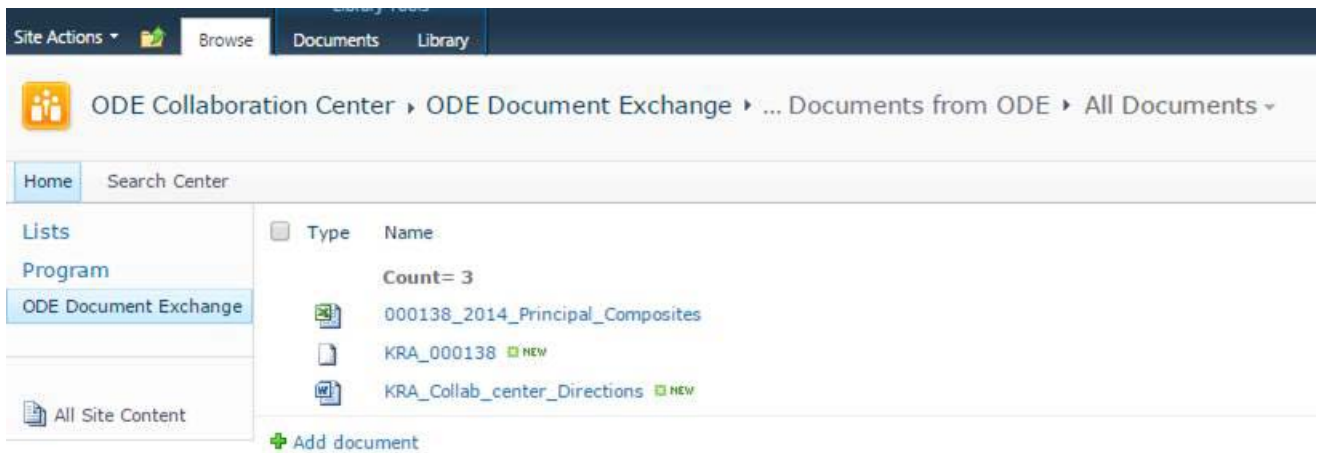 Library Tools
Site Actions Browse Documents Library
ODE Collaboration Center ODE Document Exchange ... Documents from ODE All Documents
Home Search Center
Lists
Program
ODE Document Exchange
All Site Content
Type Name
Count= 3
000138_2014_Principal_Composites
KRA_000138 NEW
KRA_Collab_center_Directions NEW
Add document